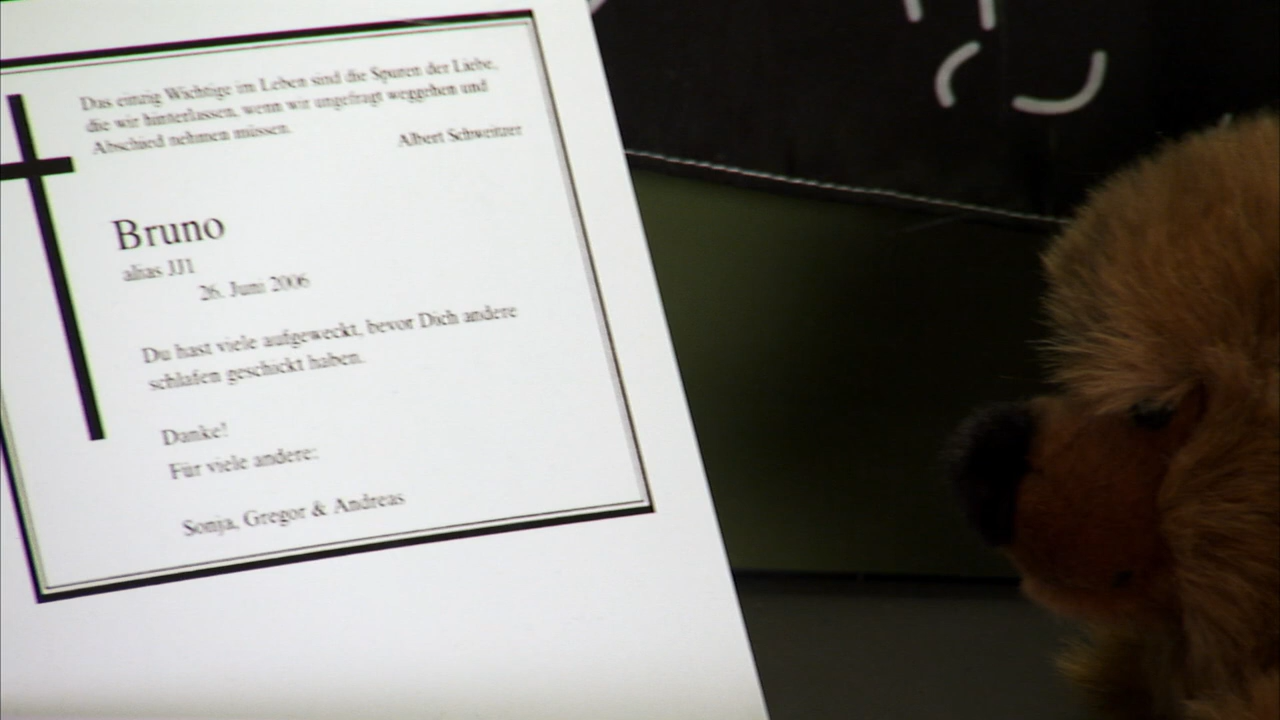 Das einzig Wichtige im Leben sind die Spuren der Liebe,
die wir hinterlassen, wenn wir ungefragt weggehen und
Abschied nehmen müssen.
Albert Schweitzer
Bruno
alias JJ1
26. Juni 2006
Du hast viele aufgeweckt, bevor Dich andere
schlafen geschickt haben.
Danke!
Für viele andere:
Sonja, Gregor & Andreas